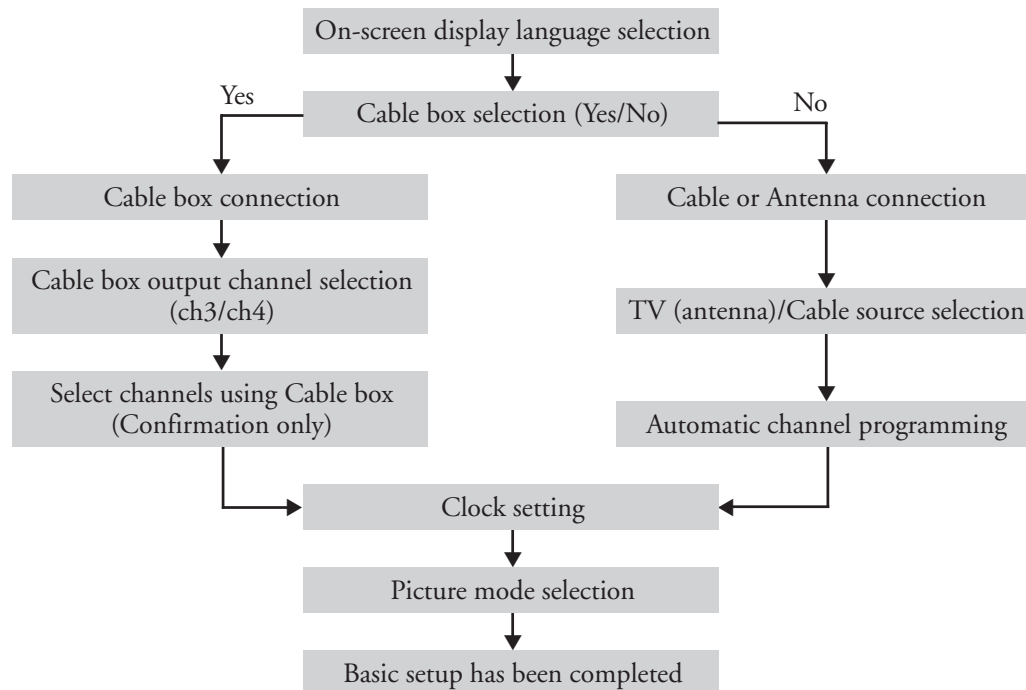 On-screen display language selection
Yes
Cable box selection (Yes/No)
No
Cable box connection
Cable or Antenna connection
Cable box output channel selection
(ch3/ch4)
TV (antenna)/Cable source selection
Select channels using Cable box
(Confirmation only)
Automatic channel programming
Clock setting
Picture mode selection
Basic setup has been completed